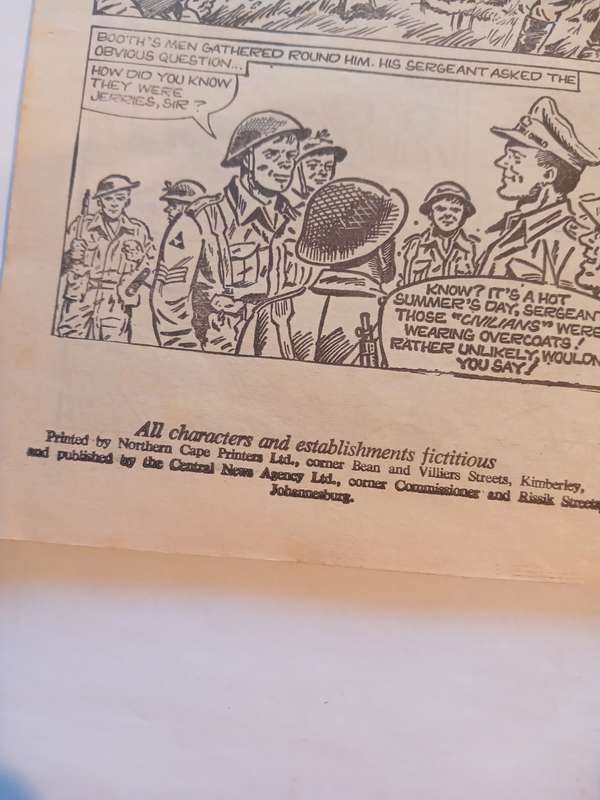 BOOTH'S MEN GATHERED ROUND HIM. HIS SERGEANT ASKED THE
OBVIOUS QUESTION...
HOW DID YOU KNOW
THEY WERE
JERRIES, SIR?
KNOW? IT'S A HOT
SUMMER'S DAY, SERGEANT
THOSE "CIVILIANS" WERE
WEARING OVERCOATS!
RATHER UNLIKELY, WOULDN
YOU SAY!
All characters and establishments fictitious
Printed by Northern Cape Printers Ltd., corner Bean and Villiers Streets, Kimberley,
and published by the Central News Agency Ltd., corner Commissioner and Rissik Streets,
Johannesburg.